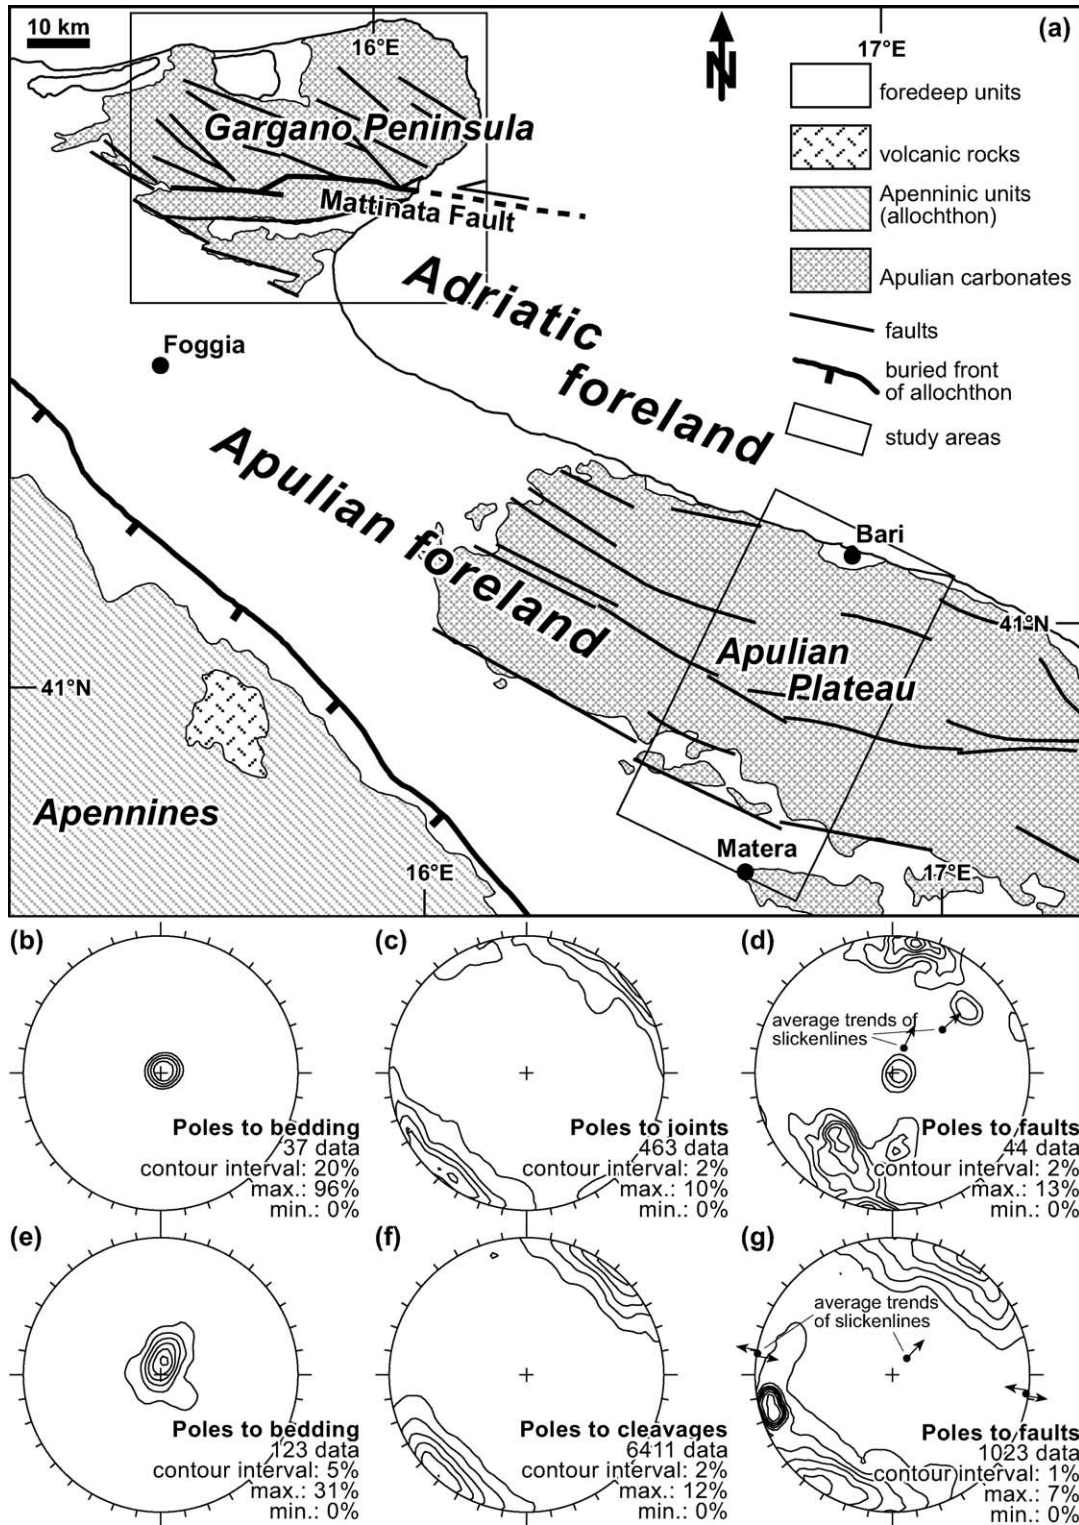 10 km
16°E
N
17°E
(a)
foredeep units
volcanic rocks
Apenninic units
(allochthon)
Apulian carbonates
faults
buried front
of allochthon
study areas
Gargano Peninsula
Mattinata Fault
Adriatic
foreland
Foggia
Apulian foreland
Bari
41°N
Apulian
Plateau
41°N
Apennines
Matera
16°E
17°E
(b)
Poles to bedding
37 data
contour interval: 20%
max.: 96%
min.: 0%
(c)
Poles to joints
463 data
contour interval: 2%
max.: 10%
min.: 0%
(d)
average trends of
slickenlines
Poles to faults
44 data
contour interval: 2%
max.: 13%
min.: 0%
(e)
Poles to bedding
123 data
contour interval: 5%
max.: 31%
min.: 0%
(f)
Poles to cleavages
6411 data
contour interval: 2%
max.: 12%
min.: 0%
(g)
average trends
of slickenlines
Poles to faults
1023 data
contour interval: 1%
max.: 7%
min.: 0%